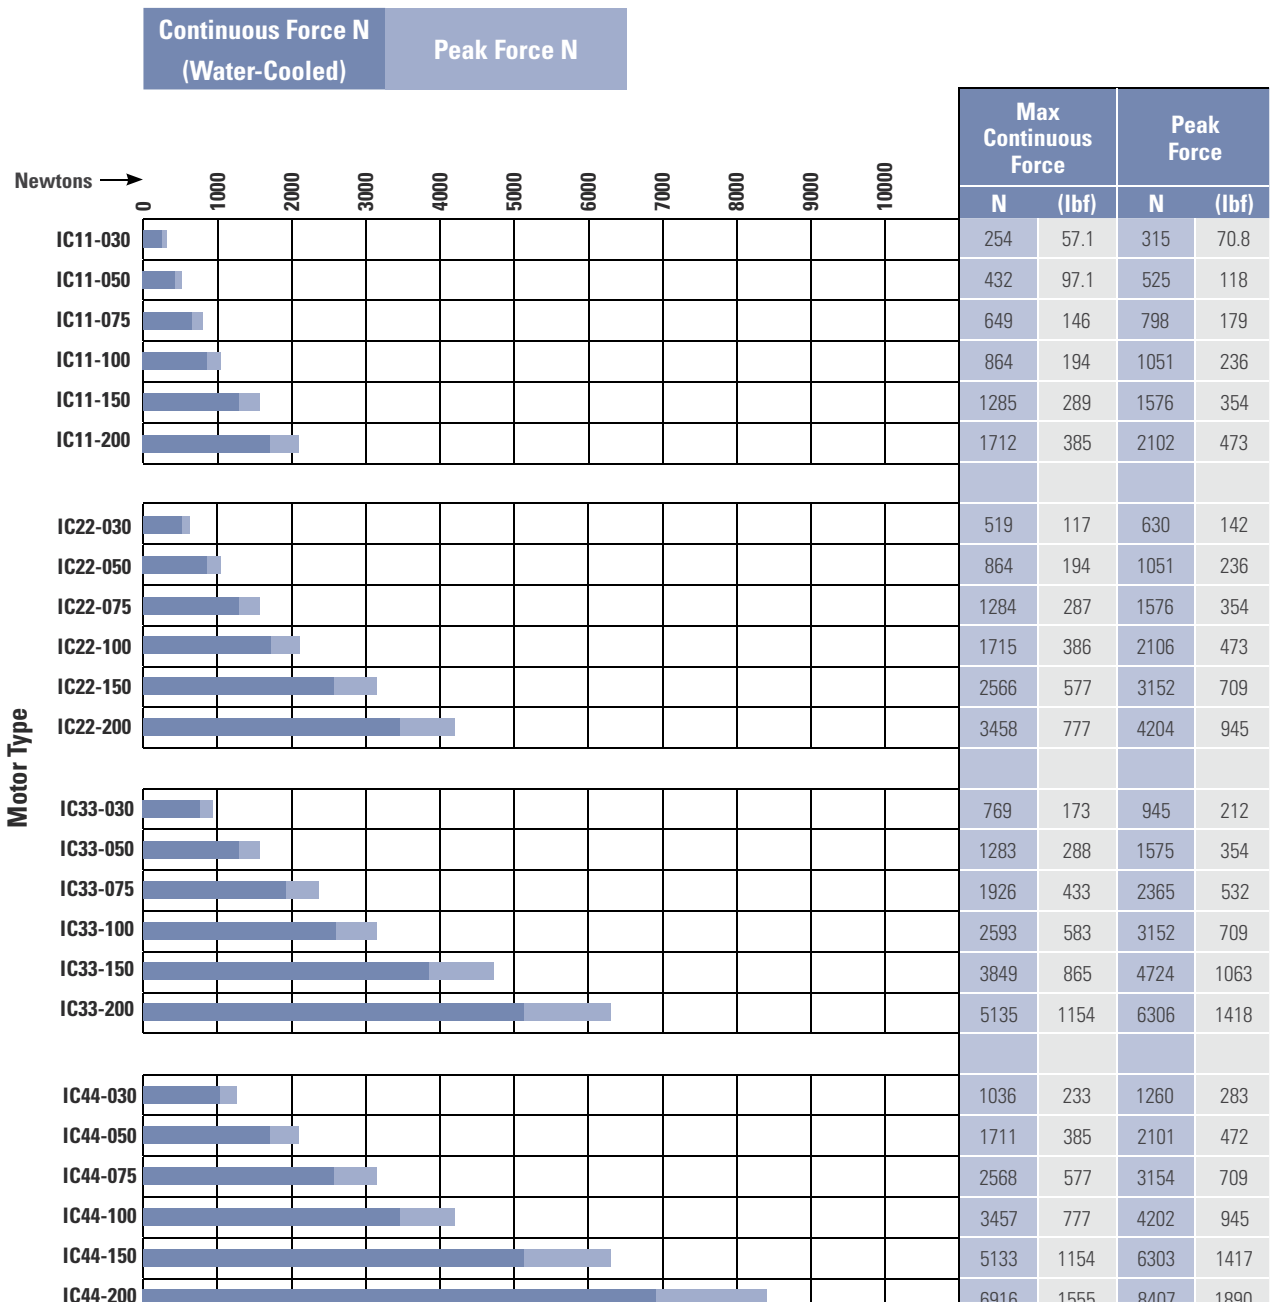 Continuous Force N
(Water-Cooled)
Peak Force N
Max
Continuous
Force
Peak
Force
Newtons
0 1000 2000 3000 4000 5000 6000 7000 8000 9000 10000
N (lbf) N (lbf)
Motor Type
IC11-030 254 57.1 315 70.8
IC11-050 432 97.1 525 118
IC11-075 649 146 798 179
IC11-100 864 194 1051 236
IC11-150 1285 289 1576 354
IC11-200 1712 385 2102 473
IC22-030 519 117 630 142
IC22-050 864 194 1051 236
IC22-075 1284 287 1576 354
IC22-100 1715 386 2106 473
IC22-150 2566 577 3152 709
IC22-200 3458 777 4204 945
IC33-030 769 173 945 212
IC33-050 1283 288 1575 354
IC33-075 1926 433 2365 532
IC33-100 2593 583 3152 709
IC33-150 3849 865 4724 1063
IC33-200 5135 1154 6306 1418
IC44-030 1036 233 1260 283
IC44-050 1711 385 2101 472
IC44-075 2568 577 3154 709
IC44-100 3457 777 4202 945
IC44-150 5133 1154 6303 1417
IC44-200 6916 1555 8407 1890